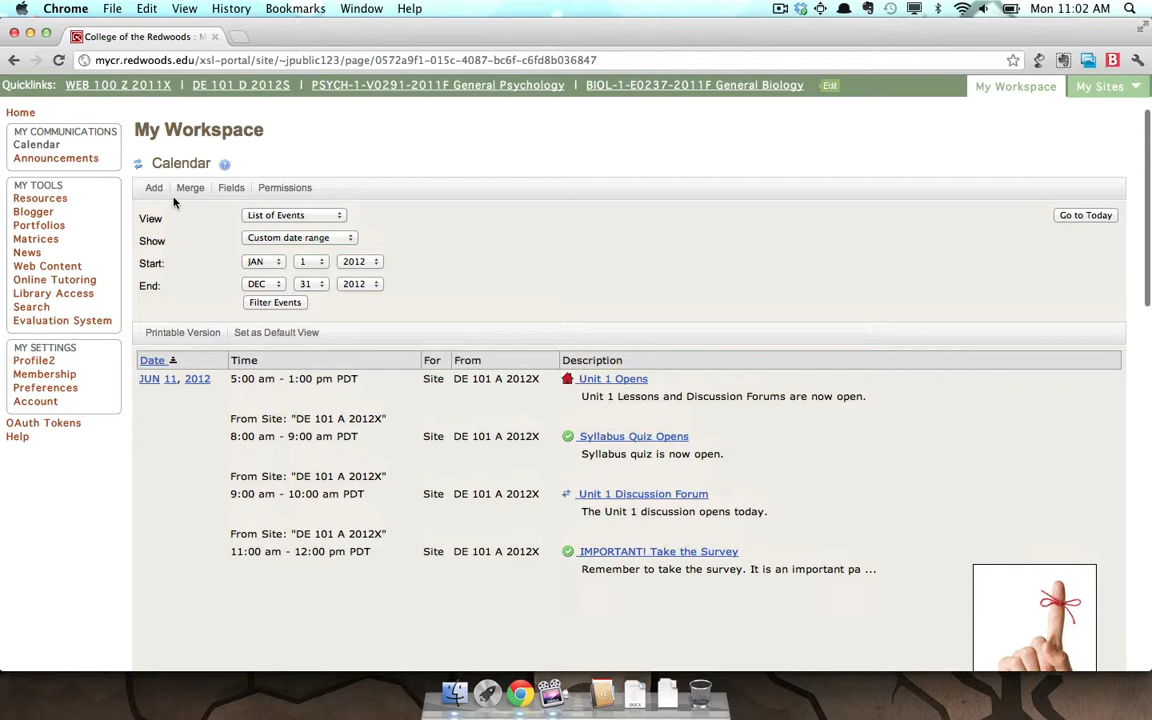 Chrome File Edit View History Bookmarks Window Help Mon 11:02 AM
College of the Redwoods : M
mycr.redwoods.edu/xsl-portal/site/~jpublic123/page/0572a9f1-015c-4087-bc6f-c6fd8b036847
Quicklinks: WEB 100 Z 2011X | DE 101 D 2012S | PSYCH-1-V0291-2011F General Psychology | BIOL-1-E0237-2011F General Biology Edit My Workspace My Sites
Home
MY COMMUNICATIONS
Calendar
Announcements
MY TOOLS
Resources
Blogger
Portfolios
Matrices
News
Web Content
Online Tutoring
Library Access
Search
Evaluation System
MY SETTINGS
Profile2
Membership
Preferences
Account
OAuth Tokens
Help
My Workspace
Calendar
Add | Merge | Fields | Permissions
View List of Events Go to Today
Show Custom date range
Start: JAN 1 2012
End: DEC 31 2012
Filter Events
Printable Version | Set as Default View
Date Time For From Description
JUN 11, 2012 5:00 am - 1:00 pm PDT Site DE 101 A 2012X Unit 1 Opens
Unit 1 Lessons and Discussion Forums are now open.
From Site: "DE 101 A 2012X"
8:00 am - 9:00 am PDT Site DE 101 A 2012X Syllabus Quiz Opens
Syllabus quiz is now open.
From Site: "DE 101 A 2012X"
9:00 am - 10:00 am PDT Site DE 101 A 2012X Unit 1 Discussion Forum
The Unit 1 discussion opens today.
From Site: "DE 101 A 2012X"
11:00 am - 12:00 pm PDT Site DE 101 A 2012X IMPORTANT! Take the Survey
Remember to take the survey. It is an important pa ...